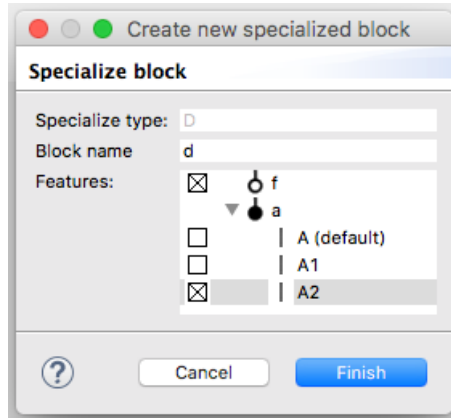 Create new specialized block
Specialize block
Specialize type: D
Block name d
Features: f
a
A (default)
A1
A2
? Cancel Finish